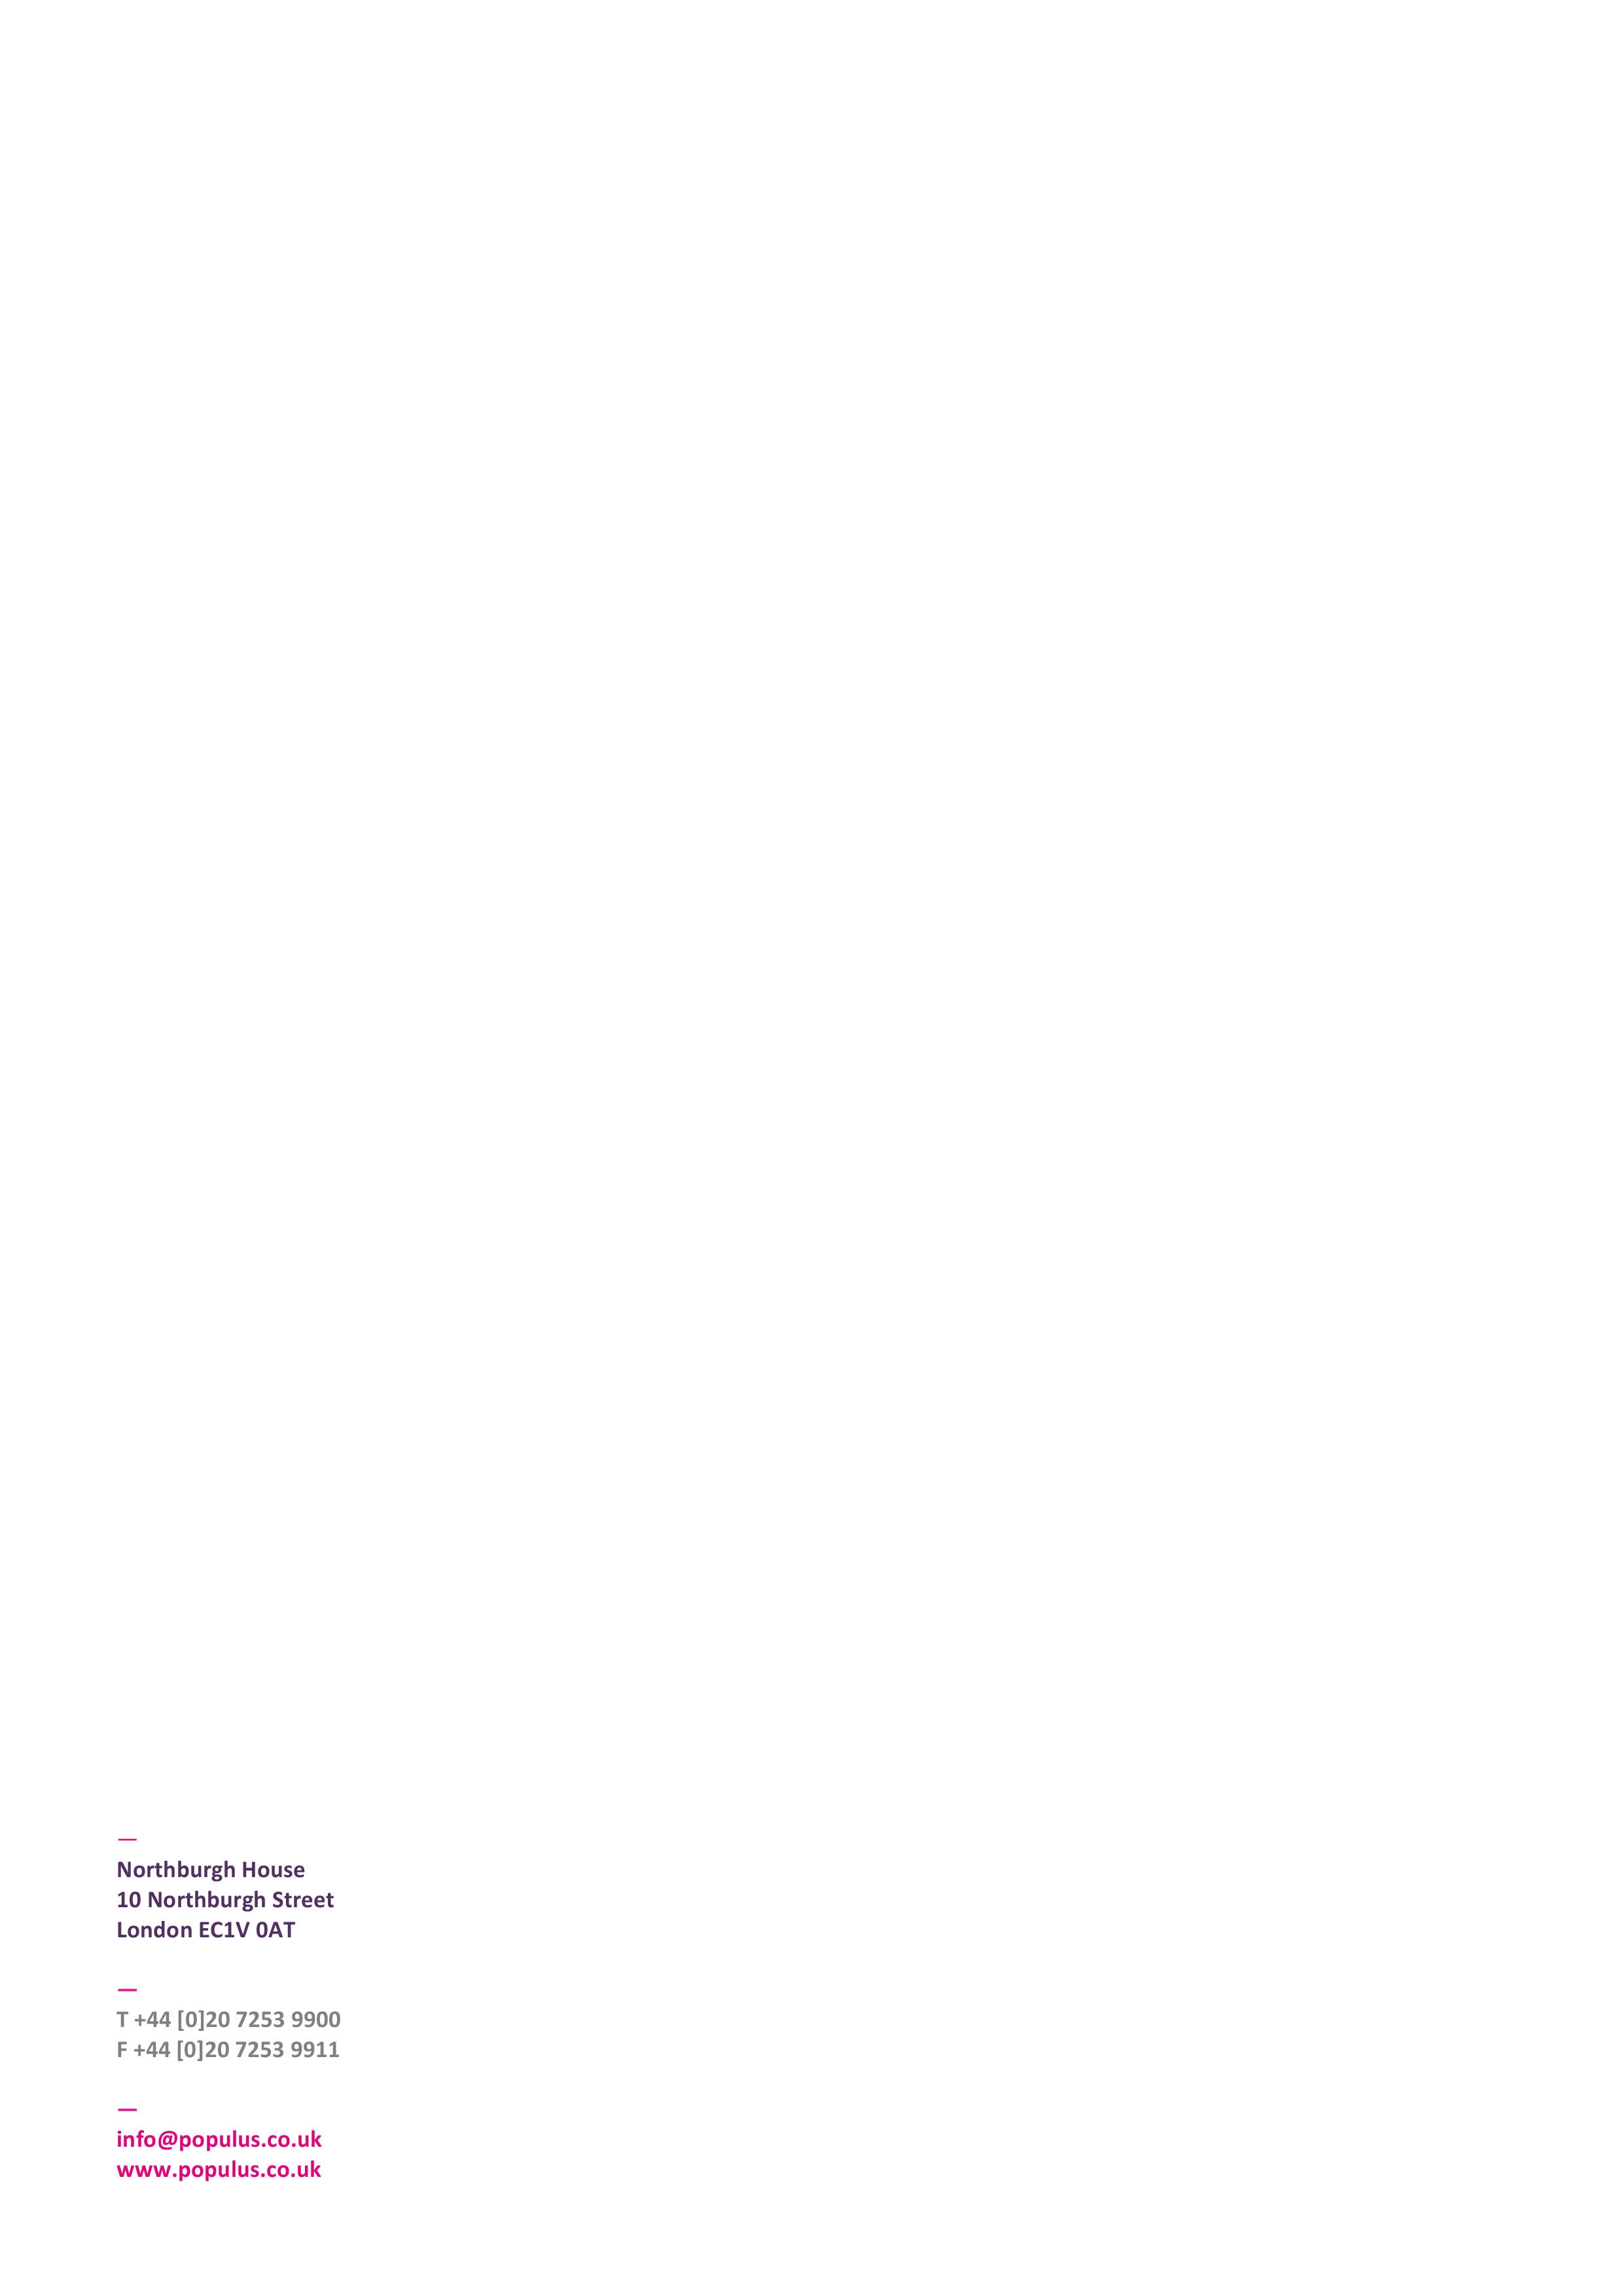 —
Northburgh House
10 Northburgh Street
London EC1V 0AT
—
T +44 [0]20 7253 9900
F +44 [0]20 7253 9911
—
info@populus.co.uk
www.populus.co.uk